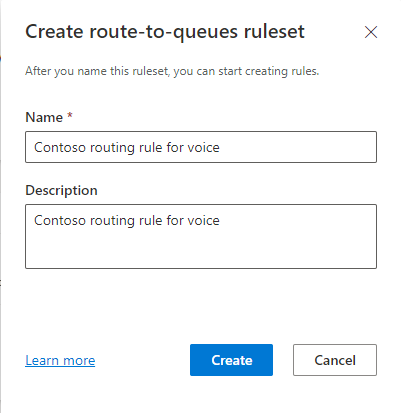 Create route-to-queues ruleset
After you name this ruleset, you can start creating rules.
Name *
Contoso routing rule for voice
Description
Contoso routing rule for voice
Learn more
Create
Cancel